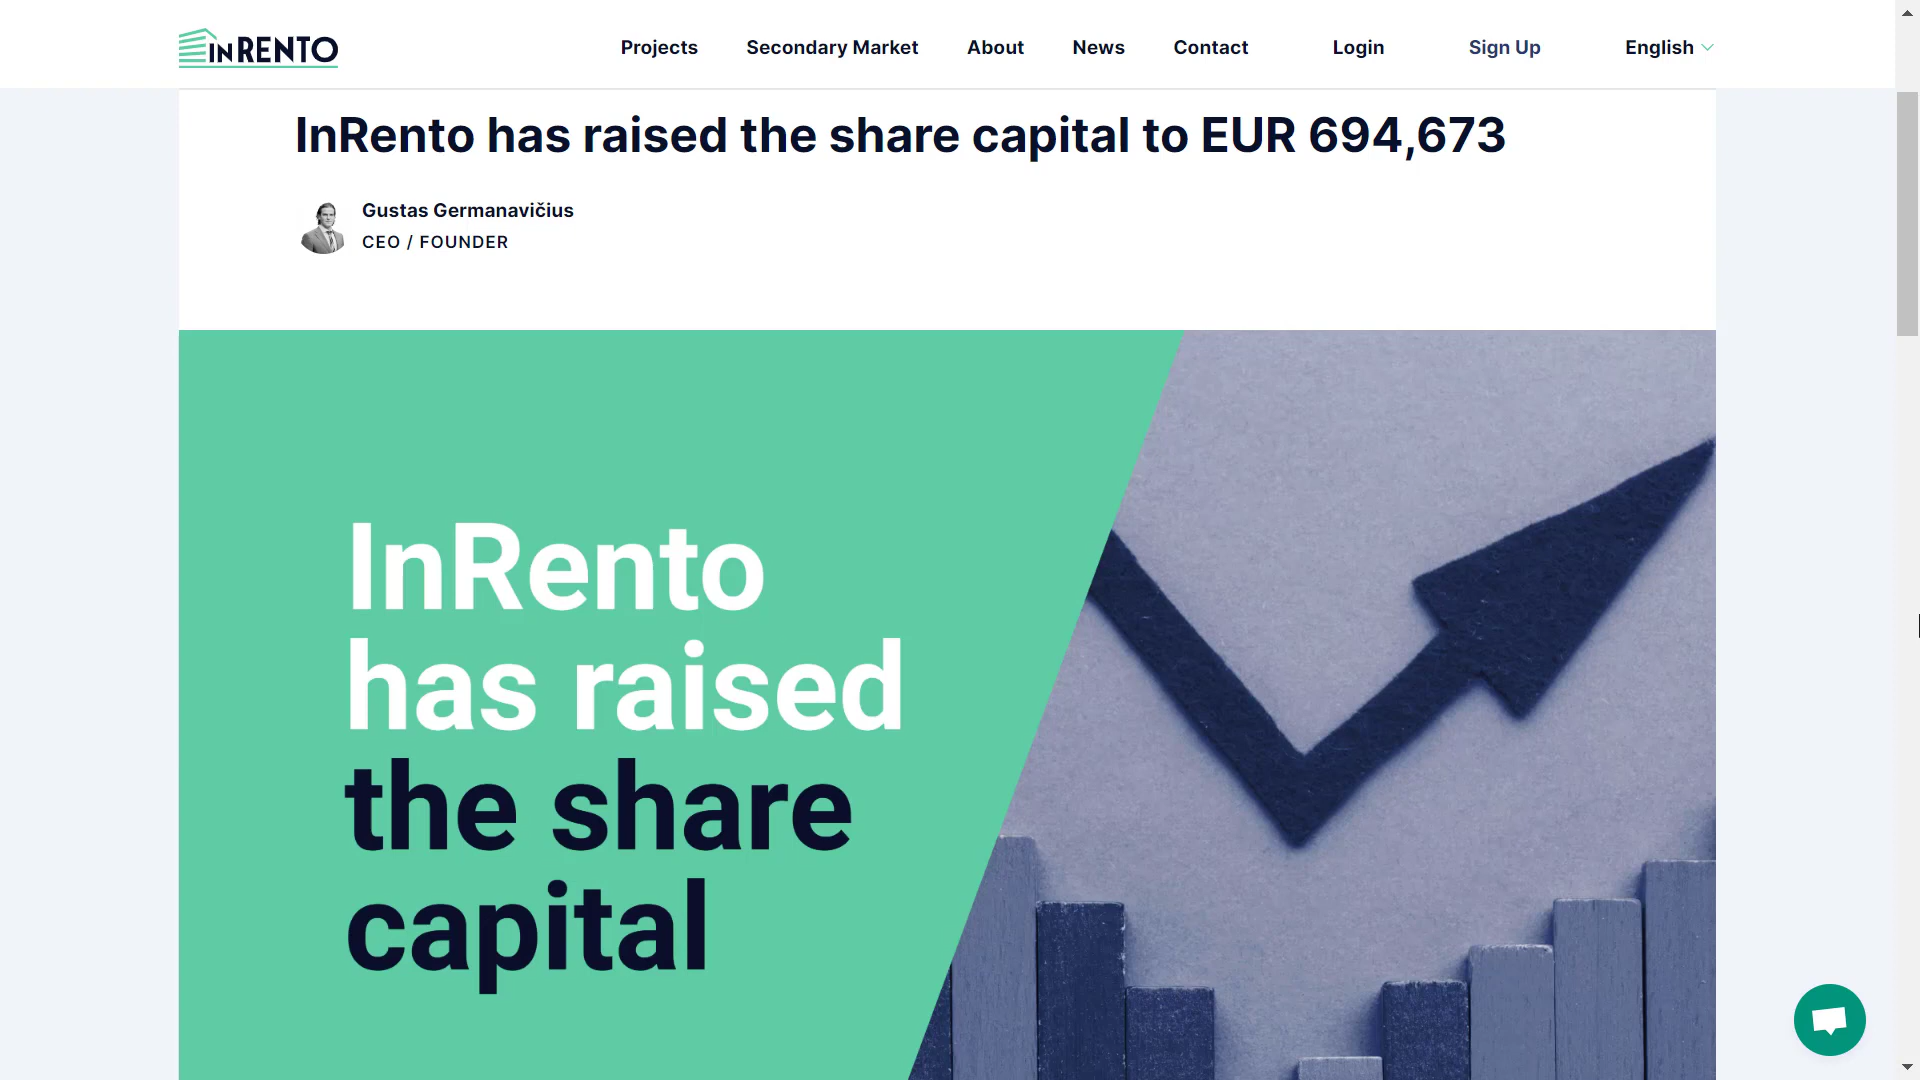 INRENTO
Projects
Secondary Market
About
News
Contact
Login
Sign Up
English
InRento has raised the share capital to EUR 694,673
Gustas Germanavičius
CEO / FOUNDER
InRento
has raised
the share
capital